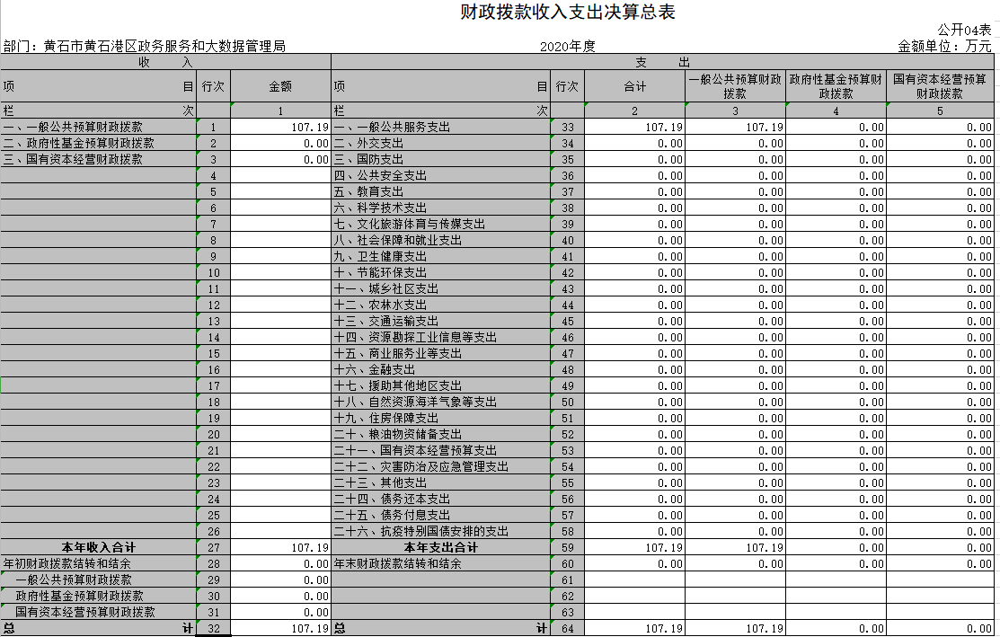 财政拨款收入支出决算总表
公开04表
部门：黄石市黄石港区政务服务和大数据管理局 2020年度 金额单位：万元
收 入 支 出
项 目 行次 金额 项 目 行次 合计 一般公共预算财政拨款 政府性基金预算财政拨款 国有资本经营预算财政拨款
栏 次 1 栏 次 2 3 4 5
一、一般公共预算财政拨款 1 107.19 一、一般公共服务支出 33 107.19 107.19 0.00 0.00
二、政府性基金预算财政拨款 2 0.00 二、外交支出 34 0.00 0.00 0.00 0.00
三、国有资本经营财政拨款 3 0.00 三、国防支出 35 0.00 0.00 0.00 0.00
4 四、公共安全支出 36 0.00 0.00 0.00 0.00
5 五、教育支出 37 0.00 0.00 0.00 0.00
6 六、科学技术支出 38 0.00 0.00 0.00 0.00
7 七、文化旅游体育与传媒支出 39 0.00 0.00 0.00 0.00
8 八、社会保障和就业支出 40 0.00 0.00 0.00 0.00
9 九、卫生健康支出 41 0.00 0.00 0.00 0.00
10 十、节能环保支出 42 0.00 0.00 0.00 0.00
11 十一、城乡社区支出 43 0.00 0.00 0.00 0.00
12 十二、农林水支出 44 0.00 0.00 0.00 0.00
13 十三、交通运输支出 45 0.00 0.00 0.00 0.00
14 十四、资源勘探工业信息等支出 46 0.00 0.00 0.00 0.00
15 十五、商业服务业等支出 47 0.00 0.00 0.00 0.00
16 十六、金融支出 48 0.00 0.00 0.00 0.00
17 十七、援助其他地区支出 49 0.00 0.00 0.00 0.00
18 十八、自然资源海洋气象等支出 50 0.00 0.00 0.00 0.00
19 十九、住房保障支出 51 0.00 0.00 0.00 0.00
20 二十、粮油物资储备支出 52 0.00 0.00 0.00 0.00
21 二十一、国有资本经营预算支出 53 0.00 0.00 0.00 0.00
22 二十二、灾害防治及应急管理支出 54 0.00 0.00 0.00 0.00
23 二十三、其他支出 55 0.00 0.00 0.00 0.00
24 二十四、债务还本支出 56 0.00 0.00 0.00 0.00
25 二十五、债务付息支出 57 0.00 0.00 0.00 0.00
26 二十六、抗疫特别国债安排的支出 58 0.00 0.00 0.00 0.00
本年收入合计 27 107.19 本年支出合计 59 107.19 107.19 0.00 0.00
年初财政拨款结转和结余 28 0.00 年末财政拨款结转和结余 60 0.00 0.00 0.00 0.00
一般公共预算财政拨款 29 0.00 61
政府性基金预算财政拨款 30 0.00 62
国有资本经营预算财政拨款 31 0.00 63
总 计 32 107.19 总 计 64 107.19 107.19 0.00 0.00